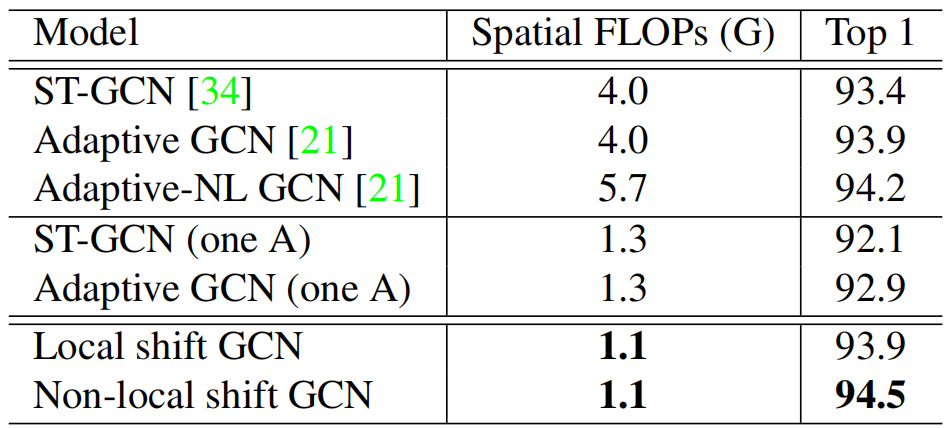 Model Spatial FLOPs (G) Top 1
ST-GCN [34] 4.0 93.4
Adaptive GCN [21] 4.0 93.9
Adaptive-NL GCN [21] 5.7 94.2
ST-GCN (one A) 1.3 92.1
Adaptive GCN (one A) 1.3 92.9
Local shift GCN 1.1 93.9
Non-local shift GCN 1.1 94.5